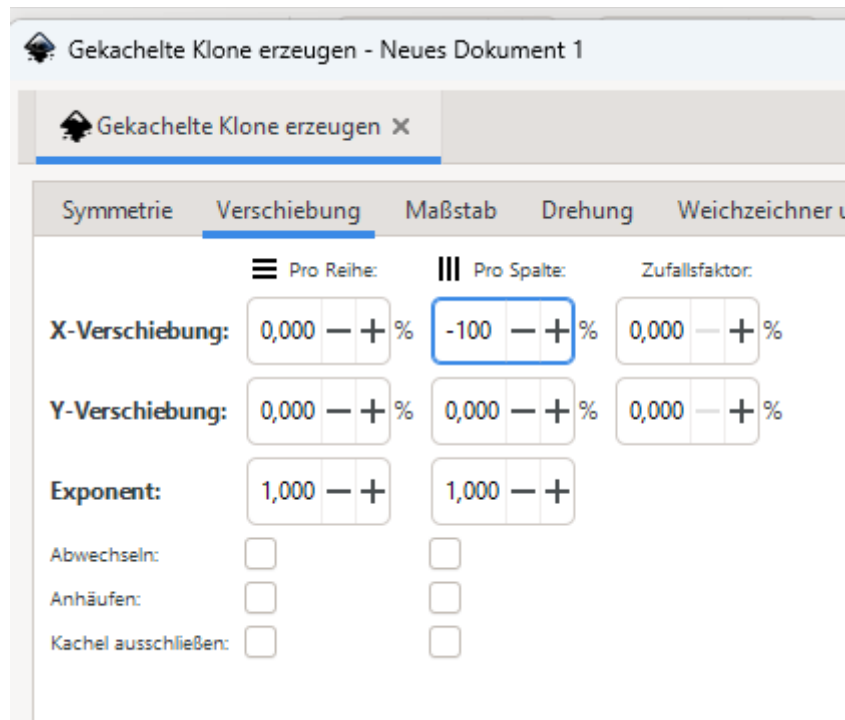 Gekachelte Klone erzeugen - Neues Dokument 1
Gekachelte Klone erzeugen
Symmetrie Verschiebung Maßstab Drehung Weichzeichner
Pro Reihe: Pro Spalte: Zufallsfaktor:
X-Verschiebung: 0,000 % -100 % 0,000 %
Y-Verschiebung: 0,000 % 0,000 % 0,000 %
Exponent: 1,000 1,000
Abwechseln:
Anhäufen:
Kachel ausschließen: